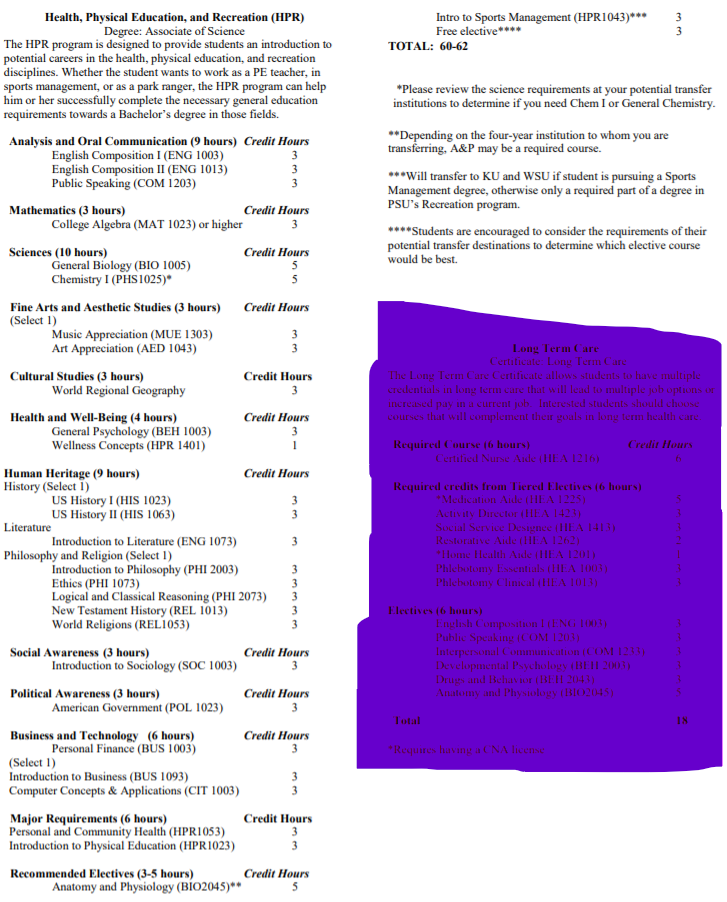 Health, Physical Education, and Recreation (HPR)
Degree: Associate of Science
The HPR program is designed to provide students an introduction to
potential careers in the health, physical education, and recreation
disciplines. Whether the student wants to work as a PE teacher, in
sports management, or as a park ranger, the HPR program can help
him or her successfully complete the necessary general education
requirements towards a Bachelor's degree in those fields.
Analysis and Oral Communication (9 hours) Credit Hours
English Composition I (ENG 1003) 3
English Composition II (ENG 1013) 3
Public Speaking (COM 1203) 3
Mathematics (3 hours) Credit Hours
College Algebra (MAT 1023) or higher 3
Sciences (10 hours) Credit Hours
General Biology (BIO 1005) 5
Chemistry I (PHS1025)* 5
Fine Arts and Aesthetic Studies (3 hours) Credit Hours
(Select 1)
Music Appreciation (MUE 1303) 3
Art Appreciation (AED 1043) 3
Cultural Studies (3 hours) Credit Hours
World Regional Geography 3
Health and Well-Being (4 hours) Credit Hours
General Psychology (BEH 1003) 3
Wellness Concepts (HPR 1401) 1
Human Heritage (9 hours) Credit Hours
History (Select 1)
US History I (HIS 1023) 3
US History II (HIS 1063) 3
Literature
Introduction to Literature (ENG 1073) 3
Philosophy and Religion (Select 1)
Introduction to Philosophy (PHI 2003) 3
Ethics (PHI 1073) 3
Logical and Classical Reasoning (PHI 2073) 3
New Testament History (REL 1013) 3
World Religions (REL1053) 3
Social Awareness (3 hours) Credit Hours
Introduction to Sociology (SOC 1003) 3
Political Awareness (3 hours) Credit Hours
American Government (POL 1023) 3
Business and Technology (6 hours) Credit Hours
Personal Finance (BUS 1003) 3
(Select 1)
Introduction to Business (BUS 1093) 3
Computer Concepts & Applications (CIT 1003) 3
Major Requirements (6 hours) Credit Hours
Personal and Community Health (HPR1053) 3
Introduction to Physical Education (HPR1023) 3
Recommended Electives (3-5 hours) Credit Hours
Anatomy and Physiology (BIO2045)** 5
Intro to Sports Management (HPR1043)*** 3
Free elective**** 3
TOTAL: 60-62
*Please review the science requirements at your potential transfer
institutions to determine if you need Chem I or General Chemistry.
**Depending on the four-year institution to whom you are
transferring, A&P may be a required course.
***Will transfer to KU and WSU if student is pursuing a Sports
Management degree, otherwise only a required part of a degree in
PSU's Recreation program.
****Students are encouraged to consider the requirements of their
potential transfer destinations to determine which elective course
would be best.
Long Term Care
Certificate: Long Term Care
The Long Term Care Certificate allows students to have multiple
credentials in long term care that will lead to multiple job options or
increased pay in a current job. Interested students should choose
courses that will complement their goals in long term health care.
Required Course (6 hours) Credit Hours
Certified Nurse Aide (HEA 1216) 6
Required credits from Tiered Electives (6 hours)
*Medication Aide (HEA 1225) 5
Activity Director (HEA 1423) 3
Social Service Designee (HEA 1413) 3
Restorative Aide (HEA 1262) 2
*Home Health Aide (HEA 1201) 1
Phlebotomy Essentials (HEA 1003) 3
Phlebotomy Clinical (HEA 1013) 3
Electives (6 hours)
English Composition I (ENG 1003) 3
Public Speaking (COM 1203) 3
Interpersonal Communication (COM 1233) 3
Developmental Psychology (BEH 2003) 3
Drugs and Behavior (BEH 2043) 3
Anatomy and Physiology (BIO2045) 5
Total 18
*Requires having a CNA license